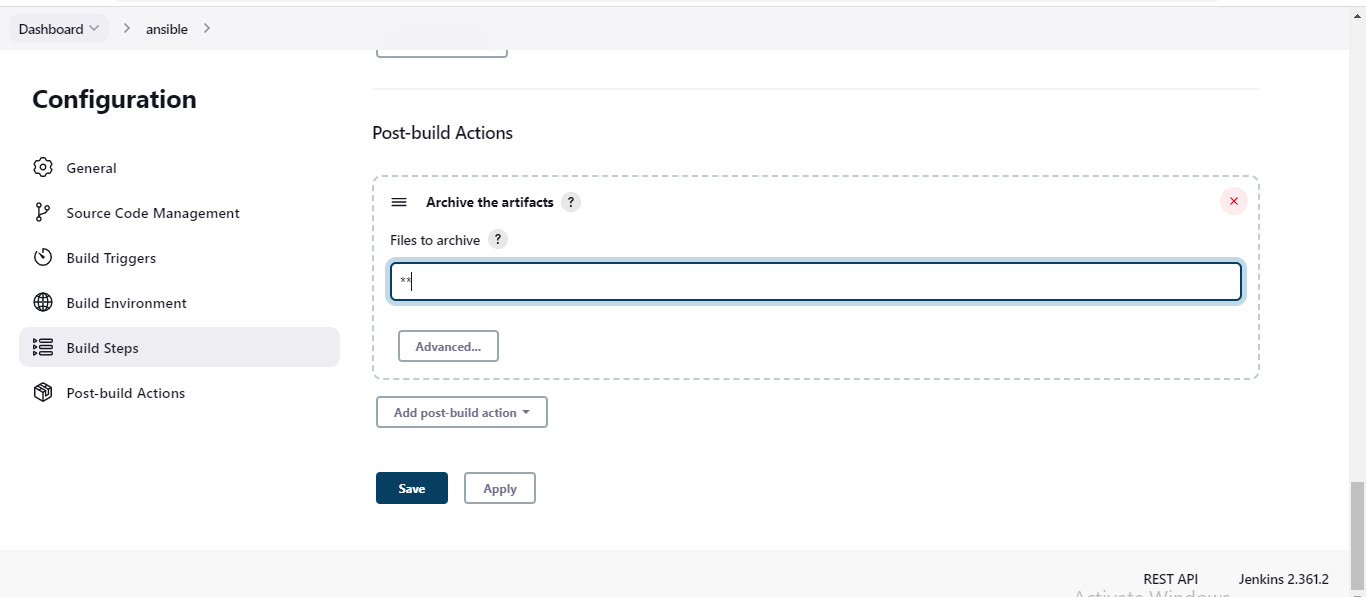 Dashboard
ansible
Configuration
General
Source Code Management
Build Triggers
Build Environment
Build Steps
Post-build Actions
Post-build Actions
Archive the artifacts ?
Files to archive ?
**
Advanced...
Add post-build action
Save
Apply
REST API
Jenkins 2.361.2
Activate Windows